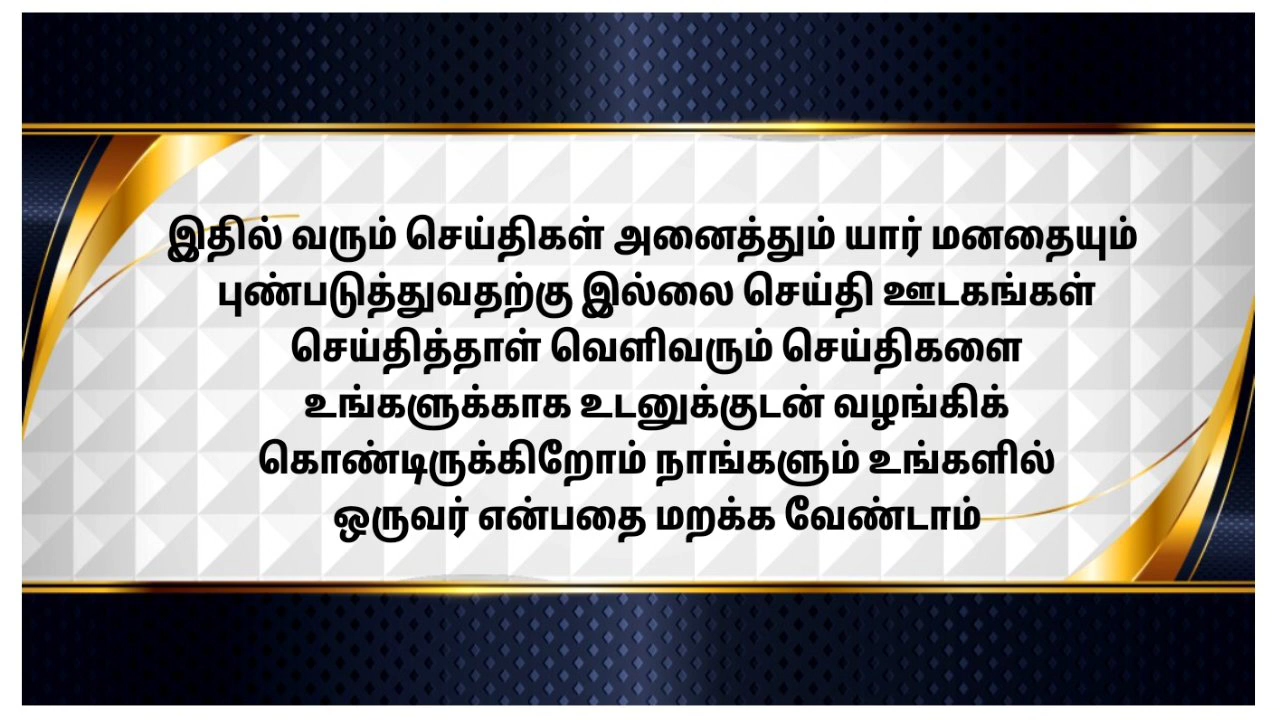 இதில் வரும் செய்திகள் அனைத்தும் யார் மனதையும்
புண்படுத்துவதற்கு இல்லை செய்தி ஊடகங்கள்
செய்தித்தாள் வெளிவரும் செய்திகளை
உங்களுக்காக உடனுக்குடன் வழங்கிக்
கொண்டிருக்கிறோம் நாங்களும் உங்களில்
ஒருவர் என்பதை மறக்க வேண்டாம்